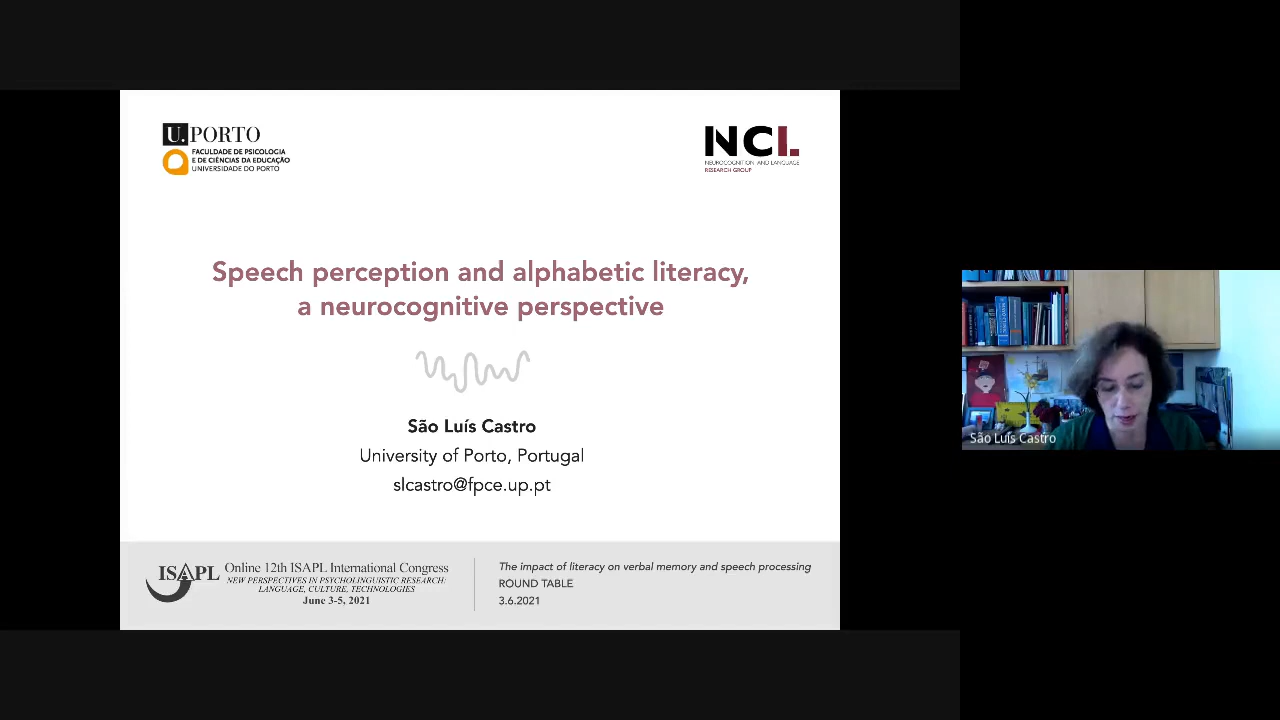 U. PORTO
FACULDADE DE PSICOLOGIA
E DE CIÊNCIAS DA EDUCAÇÃO
UNIVERSIDADE DO PORTO
NCL
NEUROCOGNITION AND LANGUAGE
RESEARCH GROUP
Speech perception and alphabetic literacy,
a neurocognitive perspective
São Luís Castro
University of Porto, Portugal
slcastro@fpce.up.pt
ISAPL
Online 12th ISAPL International Congress
NEW PERSPECTIVES IN PSYCHOLINGUISTIC RESEARCH:
LANGUAGE, CULTURE, TECHNOLOGIES
June 3-5, 2021
The impact of literacy on verbal memory and speech processing
ROUND TABLE
3.6.2021
São Luís Castro